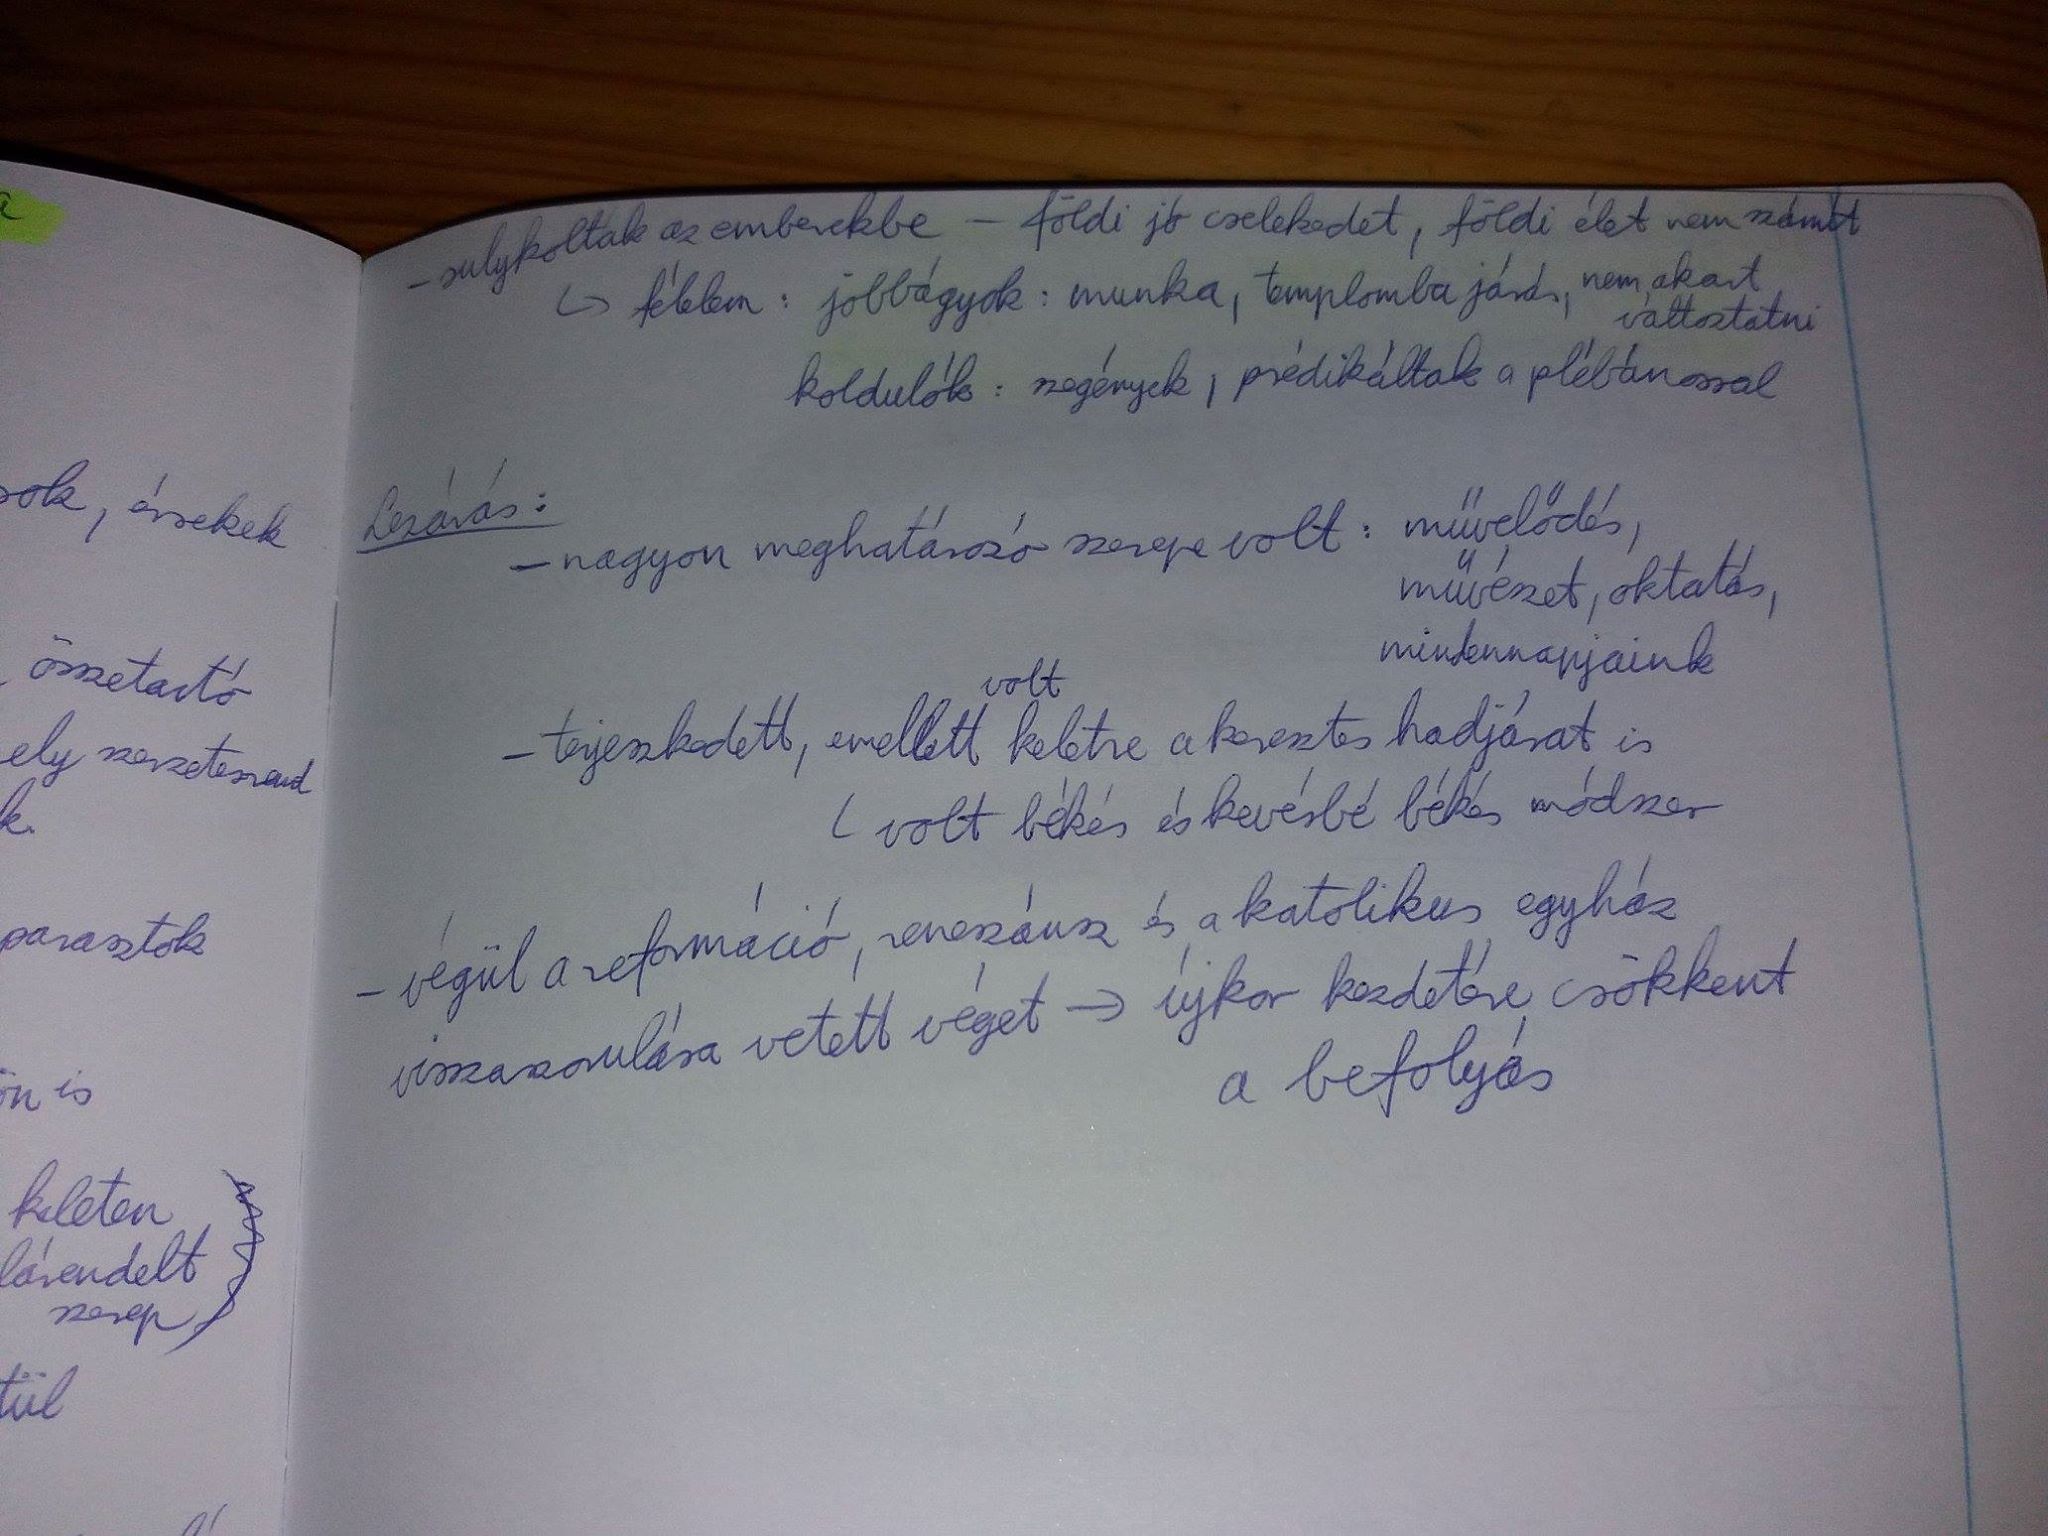 a
sok, érsekek
összetartó
ely szerzetesrend
k.
parasztok
ön is
keleten
lárendelt
szerep
tül
- sulykoltak az emberekbe – földi jó cselekedet, földi élet nem számít
↳ félelem: jobbágyok: munka, templomba járás, nem akart
változtatni
koldulók: szegények, prédikáltak a plébánossal
Lezárás:
- nagyon meghatározó szerepe volt: művelődés,
művészet, oktatás,
mindennapjaink
volt
- terjeszkedett, emellett keletre a keresztes hadjárat is
↳ volt békés és kevésbé békés módszer
- végül a reformáció, reneszánsz és a katolikus egyház
visszaszorulása vetett véget → újkor kezdetére csökkent
a befolyás